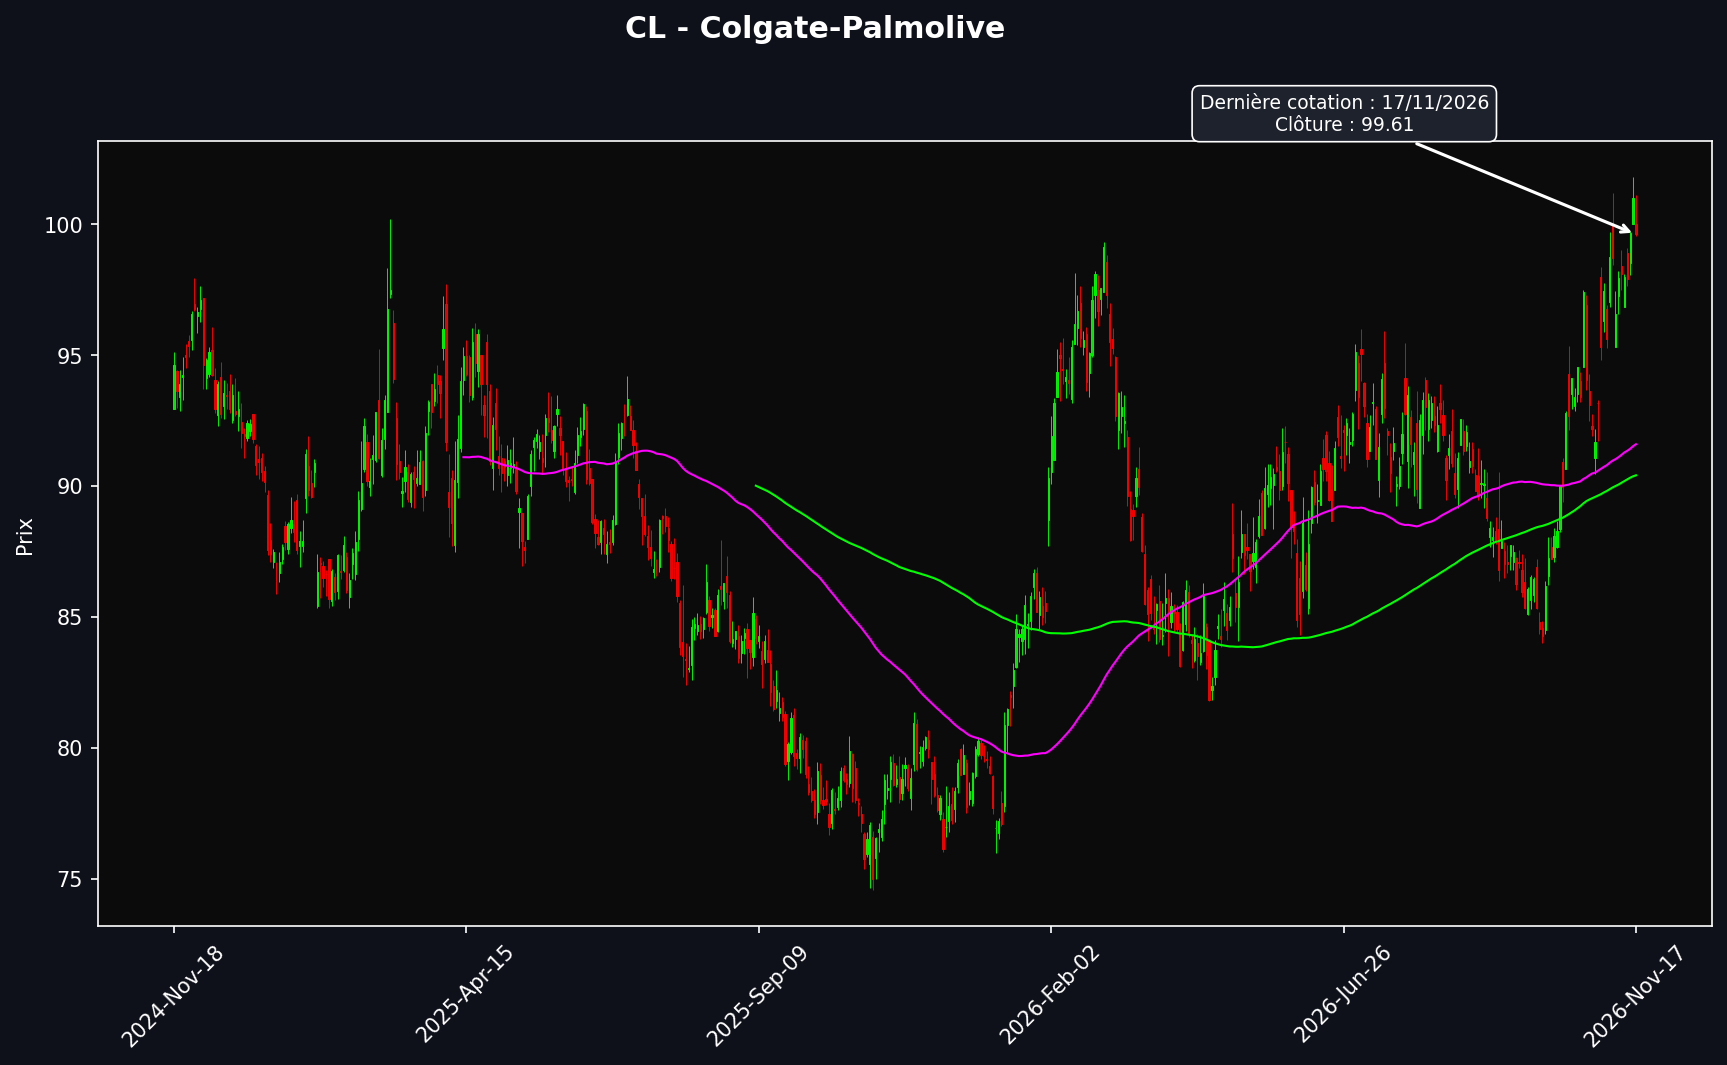 CL - Colgate-Palmolive
Dernière cotation : 17/11/2026
Clôture : 99.61
Prix
100
95
90
85
80
75
2024-Nov-18
2025-Apr-15
2025-Sep-09
2026-Feb-02
2026-Jun-26
2026-Nov-17